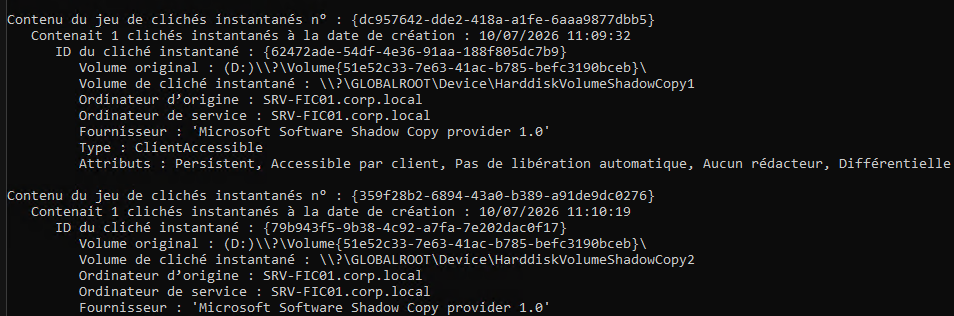 Contenu du jeu de clichés instantanés n° : {dc957642-dde2-418a-a1fe-6aaa9877dbb5}
Contenait 1 clichés instantanés à la date de création : 10/07/2026 11:09:32
ID du cliché instantané : {62472ade-54df-4e36-91aa-188f805dc7b9}
Volume original : (D:)\\?\Volume{51e52c33-7e63-41ac-b785-befc3190bceb}\
Volume de cliché instantané : \\?\GLOBALROOT\Device\HarddiskVolumeShadowCopy1
Ordinateur d’origine : SRV-FIC01.corp.local
Ordinateur de service : SRV-FIC01.corp.local
Fournisseur : 'Microsoft Software Shadow Copy provider 1.0'
Type : ClientAccessible
Attributs : Persistent, Accessible par client, Pas de libération automatique, Aucun rédacteur, Différentielle
Contenu du jeu de clichés instantanés n° : {359f28b2-6894-43a0-b389-a91de9dc0276}
Contenait 1 clichés instantanés à la date de création : 10/07/2026 11:10:19
ID du cliché instantané : {79b943f5-9b38-4c92-a7fa-7e202dac0f17}
Volume original : (D:)\\?\Volume{51e52c33-7e63-41ac-b785-befc3190bceb}\
Volume de cliché instantané : \\?\GLOBALROOT\Device\HarddiskVolumeShadowCopy2
Ordinateur d’origine : SRV-FIC01.corp.local
Ordinateur de service : SRV-FIC01.corp.local
Fournisseur : 'Microsoft Software Shadow Copy provider 1.0'